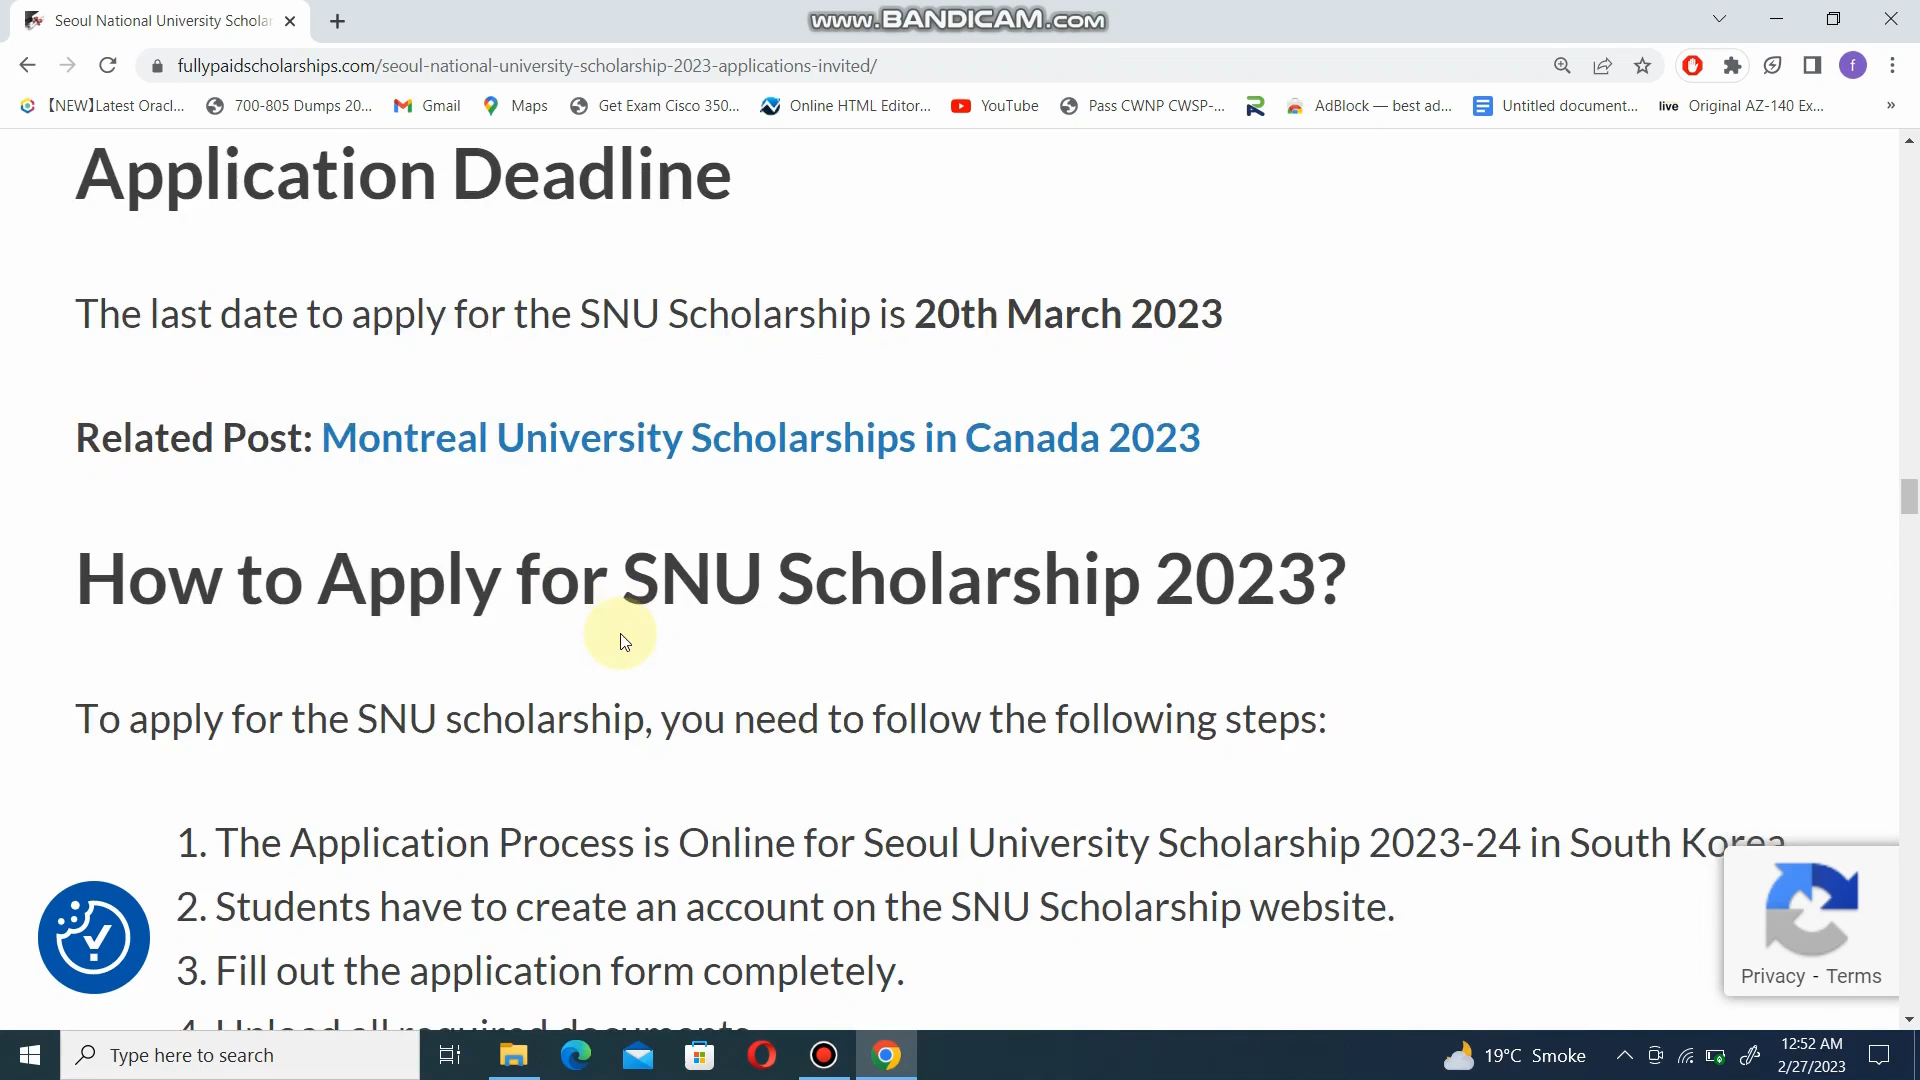 Seoul National University Schola
www.BANDICAM.com
fullypaidscholarships.com/seoul-national-university-scholarship-2023-applications-invited/
f
【NEW】Latest Oracl...
700-805 Dumps 20...
Gmail
Maps
Get Exam Cisco 350...
Online HTML Editor...
YouTube
Pass CWNP CWSP-...
AdBlock — best ad...
Untitled document...
live
Original AZ-140 Ex...
»
Application Deadline
The last date to apply for the SNU Scholarship is 20th March 2023
Related Post: Montreal University Scholarships in Canada 2023
How to Apply for SNU Scholarship 2023?
To apply for the SNU scholarship, you need to follow the following steps:
1. The Application Process is Online for Seoul University Scholarship 2023-24 in South Korea
2. Students have to create an account on the SNU Scholarship website.
3. Fill out the application form completely.
4. Upload all required documents
Privacy - Terms
Type here to search
19°C Smoke
12:52 AM
2/27/2023